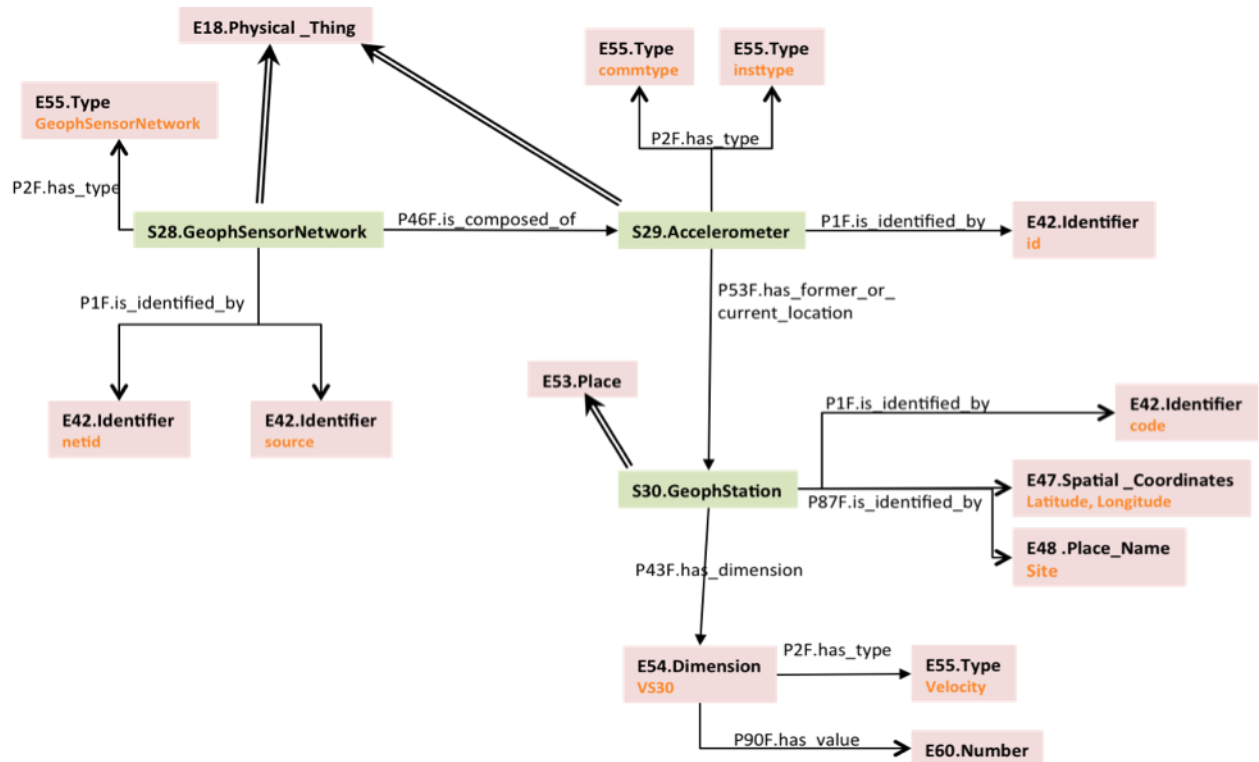 E18.Physical _Thing
E55.Type
commtype
E55.Type
insttype
E55.Type
GeophSensorNetwork
P2F.has_type
P2F.has_type
S28.GeophSensorNetwork
P46F.is_composed_of
S29.Accelerometer
P1F.is_identified_by
E42.Identifier
id
P1F.is_identified_by
P53F.has_former_or_
current_location
E53.Place
E42.Identifier
netid
E42.Identifier
source
P1F.is_identified_by
E42.Identifier
code
S30.GeophStation
P87F.is_identified_by
E47.Spatial _Coordinates
Latitude, Longitude
E48 .Place_Name
Site
P43F.has_dimension
E54.Dimension
VS30
P2F.has_type
E55.Type
Velocity
P90F.has_value
E60.Number